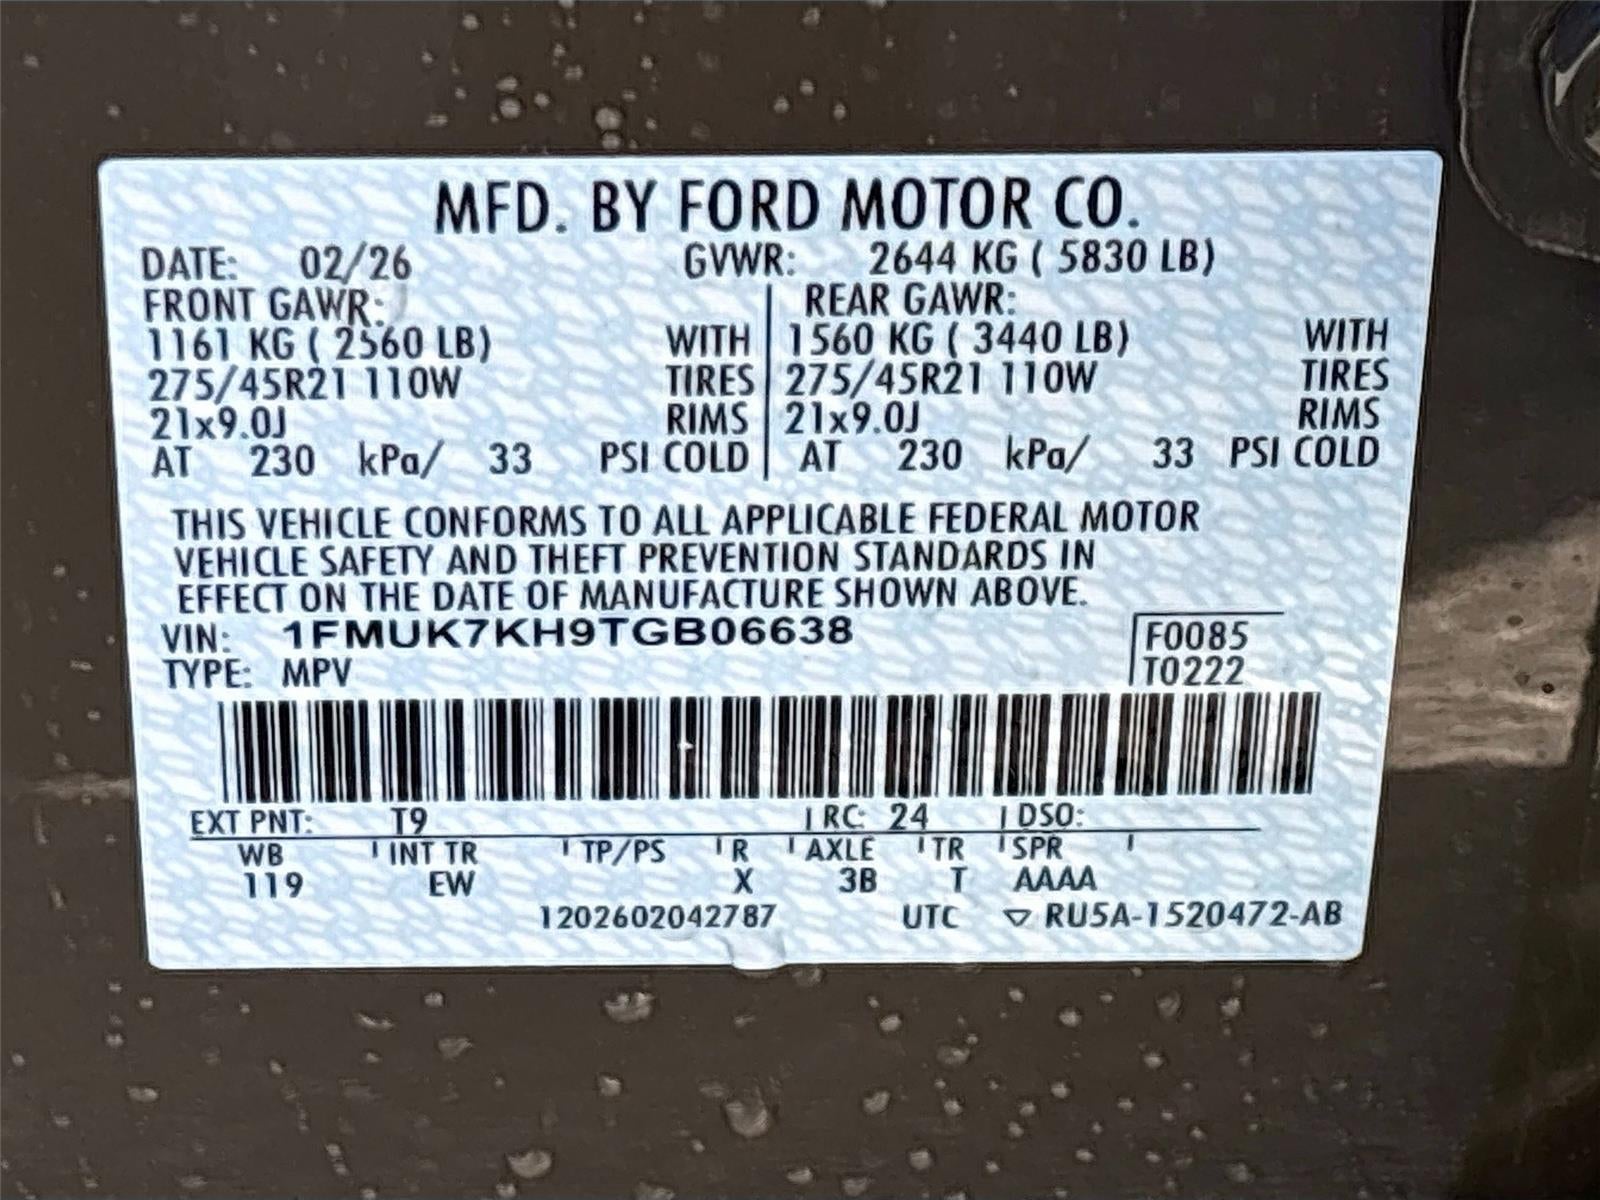 MFD. BY FORD MOTOR CO.
DATE: 02/26 GVWR: 2644 KG ( 5830 LB)
FRONT GAWR: REAR GAWR:
1161 KG ( 2560 LB) WITH 1560 KG ( 3440 LB) WITH
275/45R21 110W TIRES 275/45R21 110W TIRES
21x9.0J RIMS 21x9.0J RIMS
AT 230 kPa/ 33 PSI COLD AT 230 kPa/ 33 PSI COLD
THIS VEHICLE CONFORMS TO ALL APPLICABLE FEDERAL MOTOR
VEHICLE SAFETY AND THEFT PREVENTION STANDARDS IN
EFFECT ON THE DATE OF MANUFACTURE SHOWN ABOVE.
VIN: 1FMUK7KH9TGB06638 F0085
TYPE: MPV T0222
EXT PNT: T9 RC: 24 DSO:
WB INT TR TP/PS R AXLE TR SPR
119 EW X 3B T AAAA
1202602042787 UTC ▽ RU5A-1520472-AB